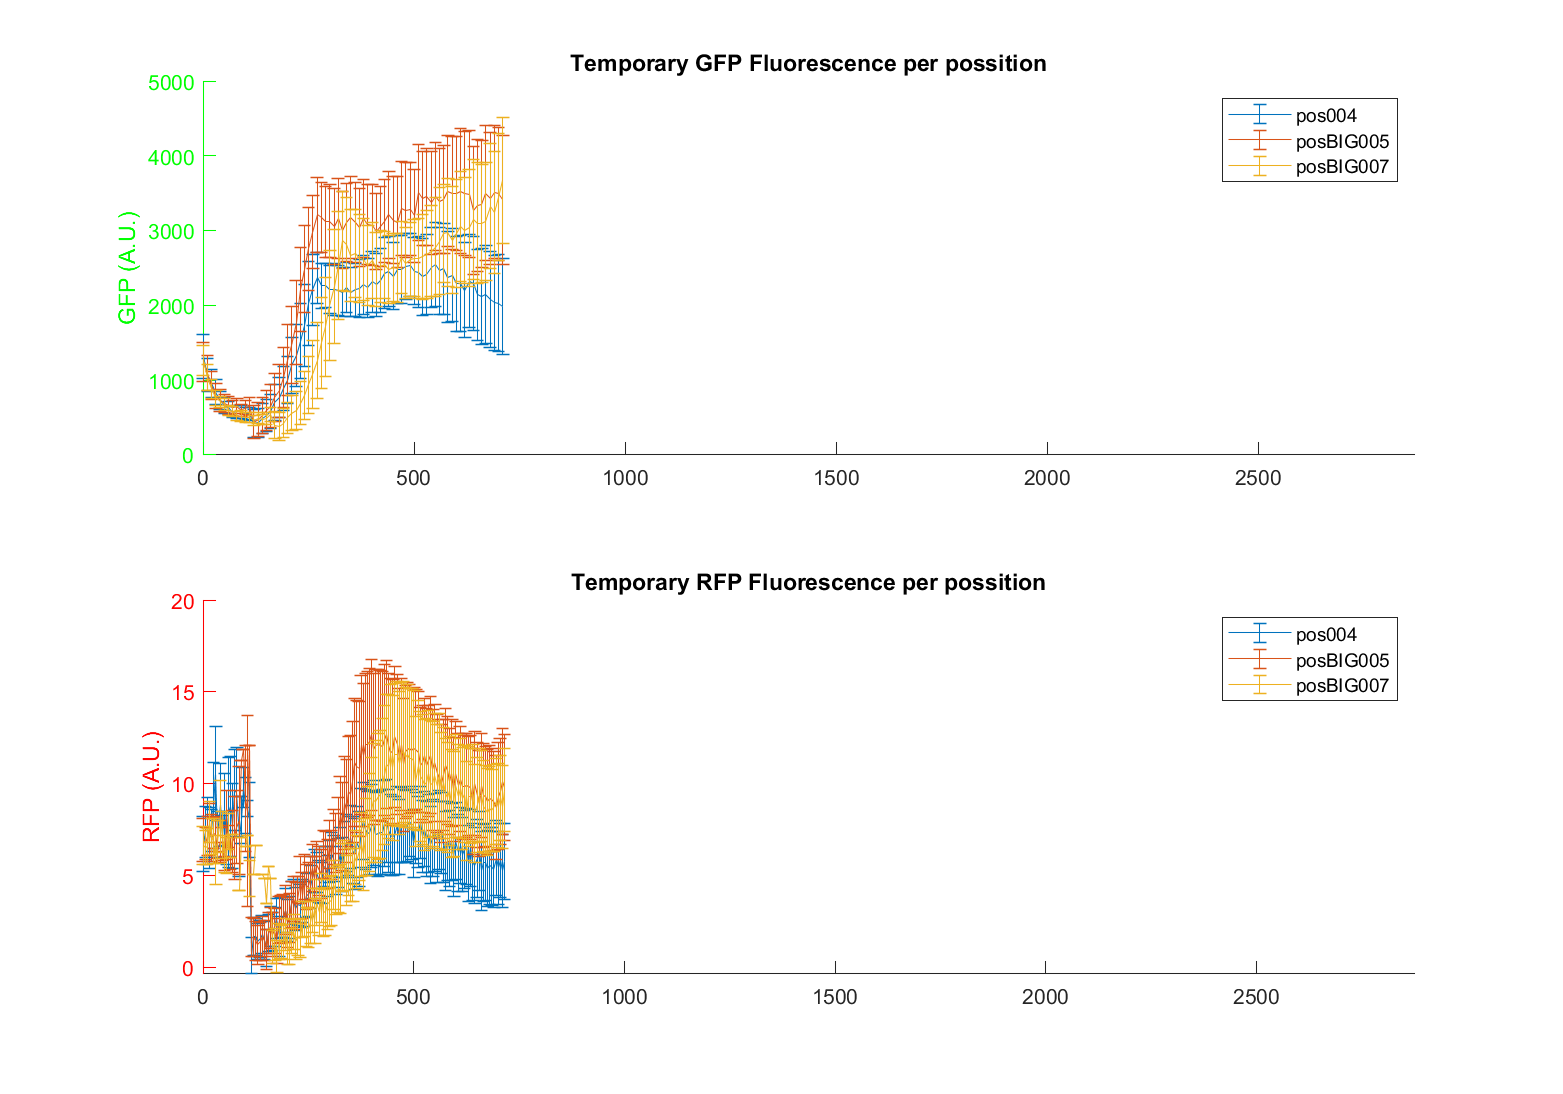 Temporary GFP Fluorescence per possition
GFP (A.U.)
5000
4000
3000
2000
1000
0
0 500 1000 1500 2000 2500
pos004
posBIG005
posBIG007
Temporary RFP Fluorescence per possition
RFP (A.U.)
20
15
10
5
0
0 500 1000 1500 2000 2500
pos004
posBIG005
posBIG007